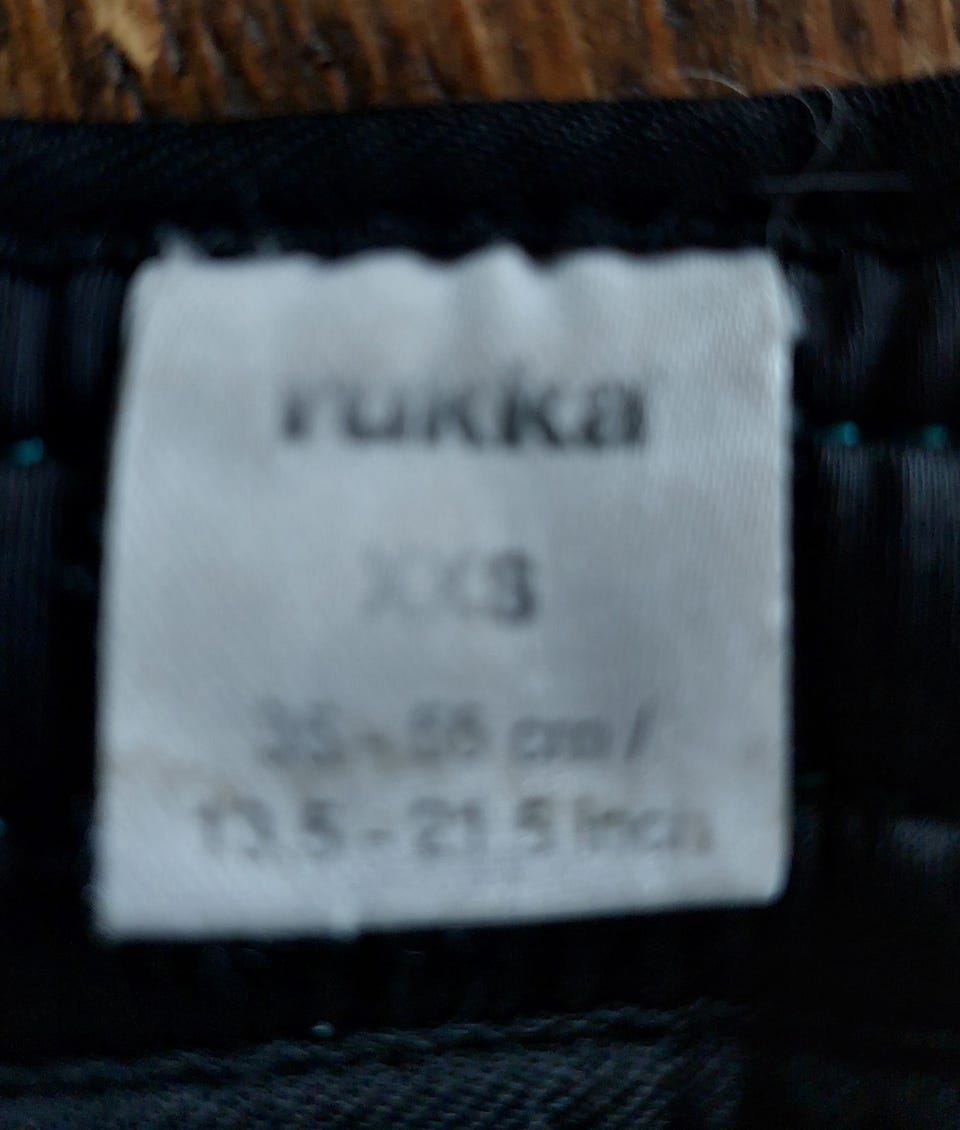 rukka
XXS
35 - 55 cm /
13.5 - 21.5 inch